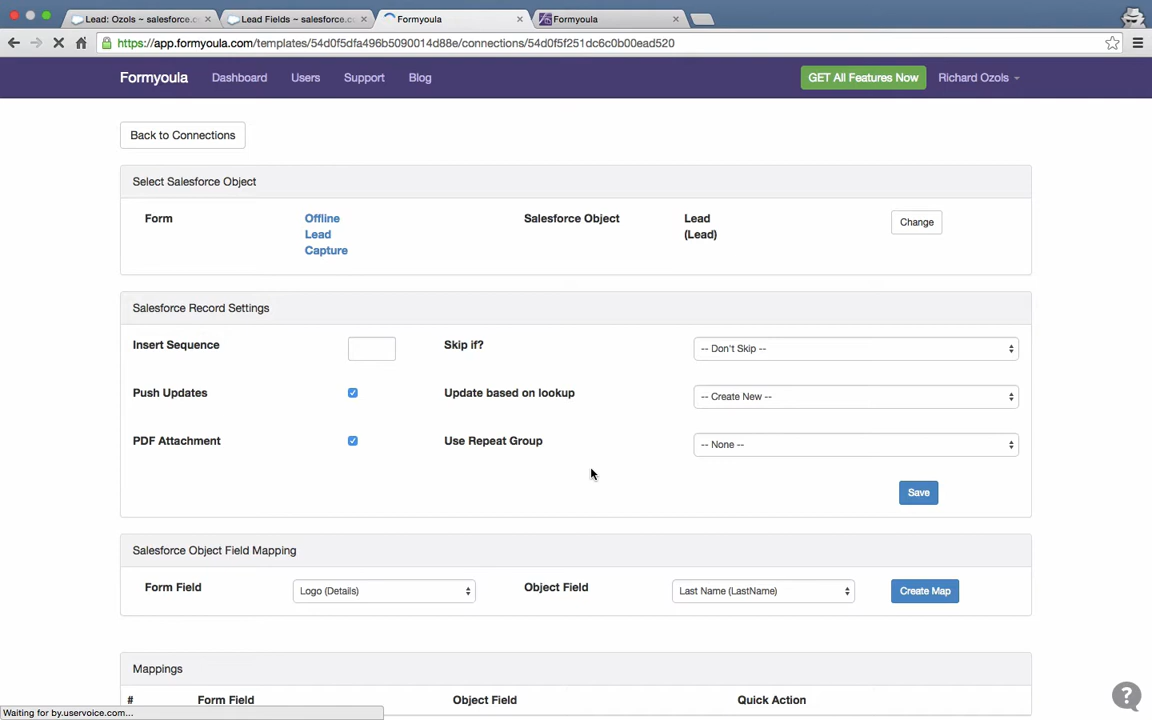 Lead: Ozols ~ salesforce.c
Lead Fields ~ salesforce.c
Formyoula
Formyoula
https://app.formyoula.com/templates/54d0f5dfa496b5090014d88e/connections/54d0f5f251dc6c0b00ead520
Formyoula Dashboard Users Support Blog GET All Features Now Richard Ozols
Back to Connections
Select Salesforce Object
Form Offline Lead Capture Salesforce Object Lead (Lead) Change
Salesforce Record Settings
Insert Sequence Skip if? -- Don't Skip --
Push Updates Update based on lookup -- Create New --
PDF Attachment Use Repeat Group -- None --
Save
Salesforce Object Field Mapping
Form Field Logo (Details) Object Field Last Name (LastName) Create Map
Mappings
# Form Field Object Field Quick Action
Waiting for by.uservoice.com...
?